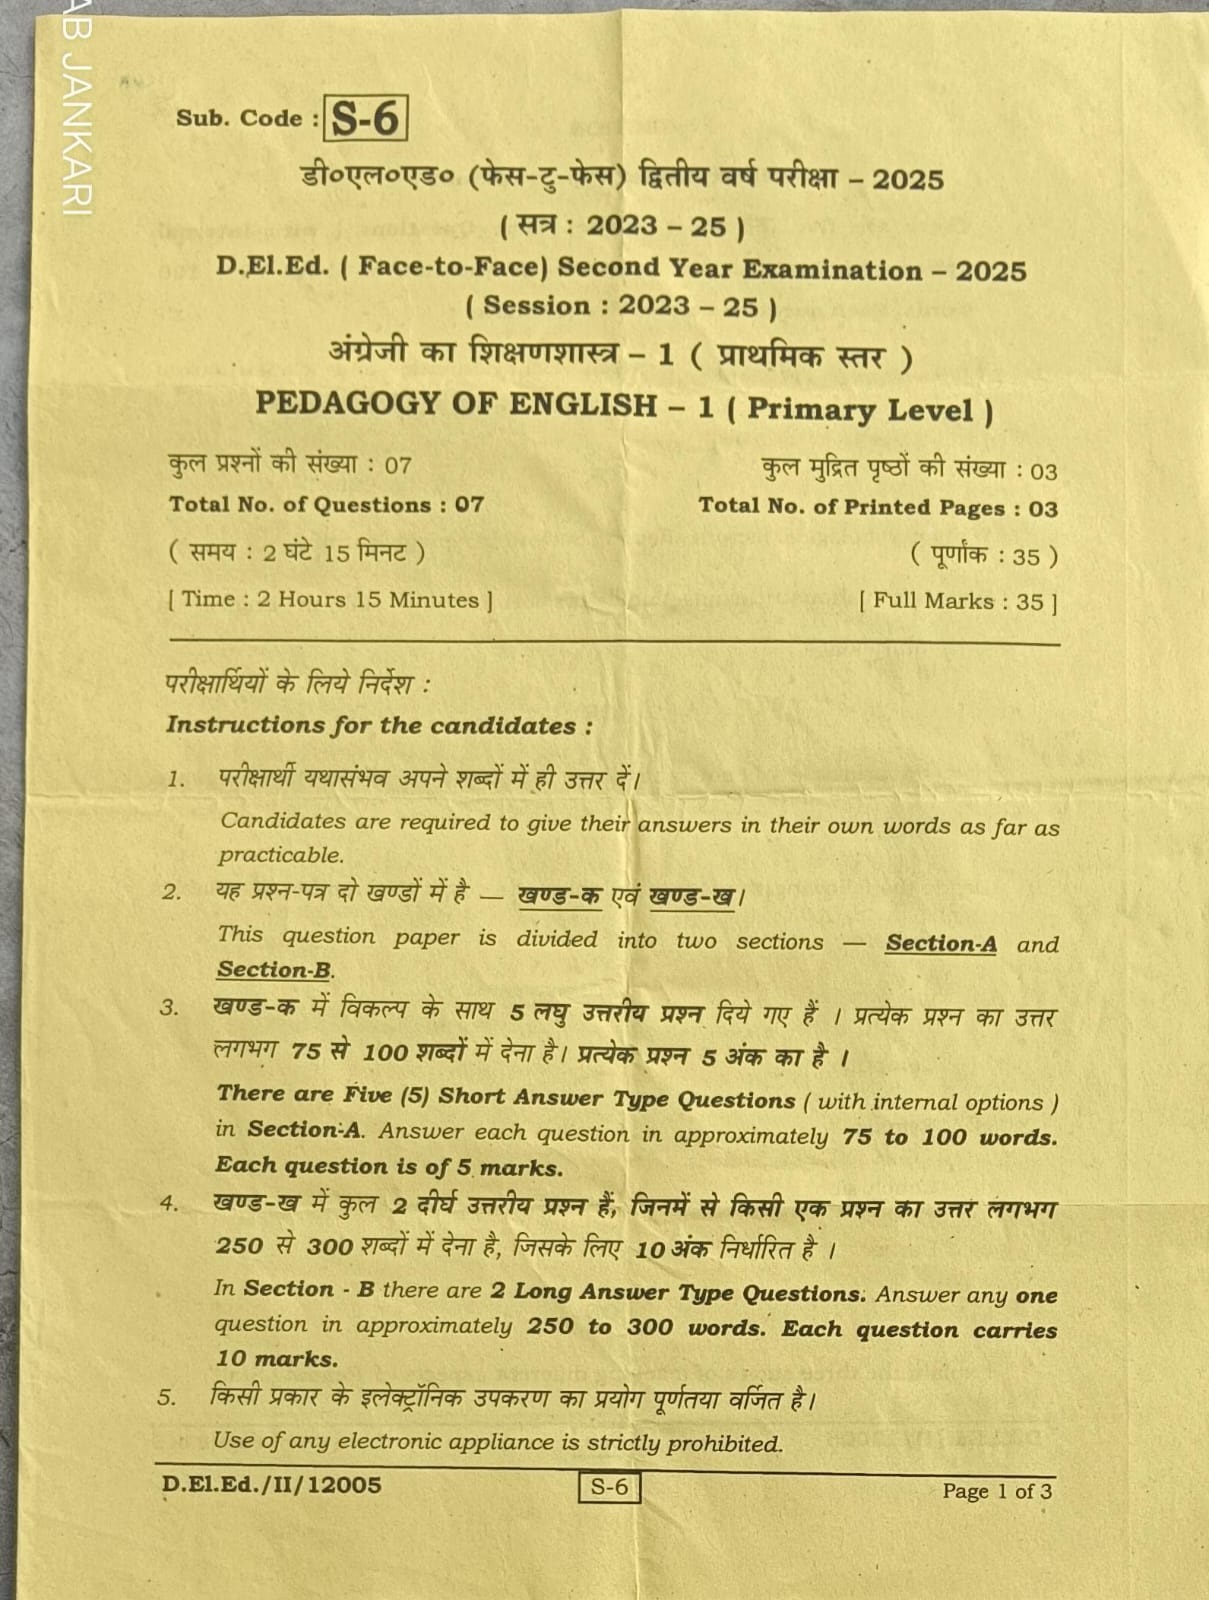 AB JANKARI
Sub. Code : S-6
डी०एल०एड० (फेस-टु-फेस) द्वितीय वर्ष परीक्षा – 2025
( सत्र : 2023 – 25 )
D.El.Ed. ( Face-to-Face) Second Year Examination – 2025
( Session : 2023 – 25 )
अंग्रेजी का शिक्षणशास्त्र – 1 ( प्राथमिक स्तर )
PEDAGOGY OF ENGLISH – 1 ( Primary Level )
कुल प्रश्नों की संख्या : 07 कुल मुद्रित पृष्ठों की संख्या : 03
Total No. of Questions : 07 Total No. of Printed Pages : 03
( समय : 2 घंटे 15 मिनट ) ( पूर्णांक : 35 )
[ Time : 2 Hours 15 Minutes ] [ Full Marks : 35 ]
परीक्षार्थियों के लिये निर्देश :
Instructions for the candidates :
1. परीक्षार्थी यथासंभव अपने शब्दों में ही उत्तर दें।
Candidates are required to give their answers in their own words as far as
practicable.
2. यह प्रश्न-पत्र दो खण्डों में है — खण्ड-क एवं खण्ड-ख।
This question paper is divided into two sections — Section-A and
Section-B.
3. खण्ड-क में विकल्प के साथ 5 लघु उत्तरीय प्रश्न दिये गए हैं । प्रत्येक प्रश्न का उत्तर
लगभग 75 से 100 शब्दों में देना है। प्रत्येक प्रश्न 5 अंक का है ।
There are Five (5) Short Answer Type Questions ( with internal options )
in Section-A. Answer each question in approximately 75 to 100 words.
Each question is of 5 marks.
4. खण्ड-ख में कुल 2 दीर्घ उत्तरीय प्रश्न हैं, जिनमें से किसी एक प्रश्न का उत्तर लगभग
250 से 300 शब्दों में देना है, जिसके लिए 10 अंक निर्धारित है ।
In Section - B there are 2 Long Answer Type Questions. Answer any one
question in approximately 250 to 300 words. Each question carries
10 marks.
5. किसी प्रकार के इलेक्ट्रॉनिक उपकरण का प्रयोग पूर्णतया वर्जित है।
Use of any electronic appliance is strictly prohibited.
D.El.Ed./II/12005 S-6 Page 1 of 3